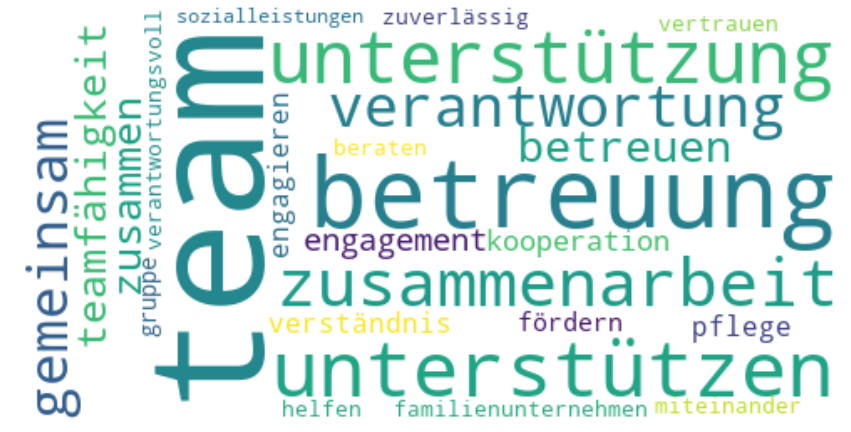 sozialleistungen
zuverlässig
vertrauen
unterstützung
verantwortung
beraten
betreuen
betreuung
engagement
kooperation
zusammenarbeit
verständnis
fördern
pflege
unterstützen
helfen
familienunternehmen
miteinander
gemeinsam
teamfähigkeit
zusammen
verantwortungsvoll
gruppe
team
engagieren